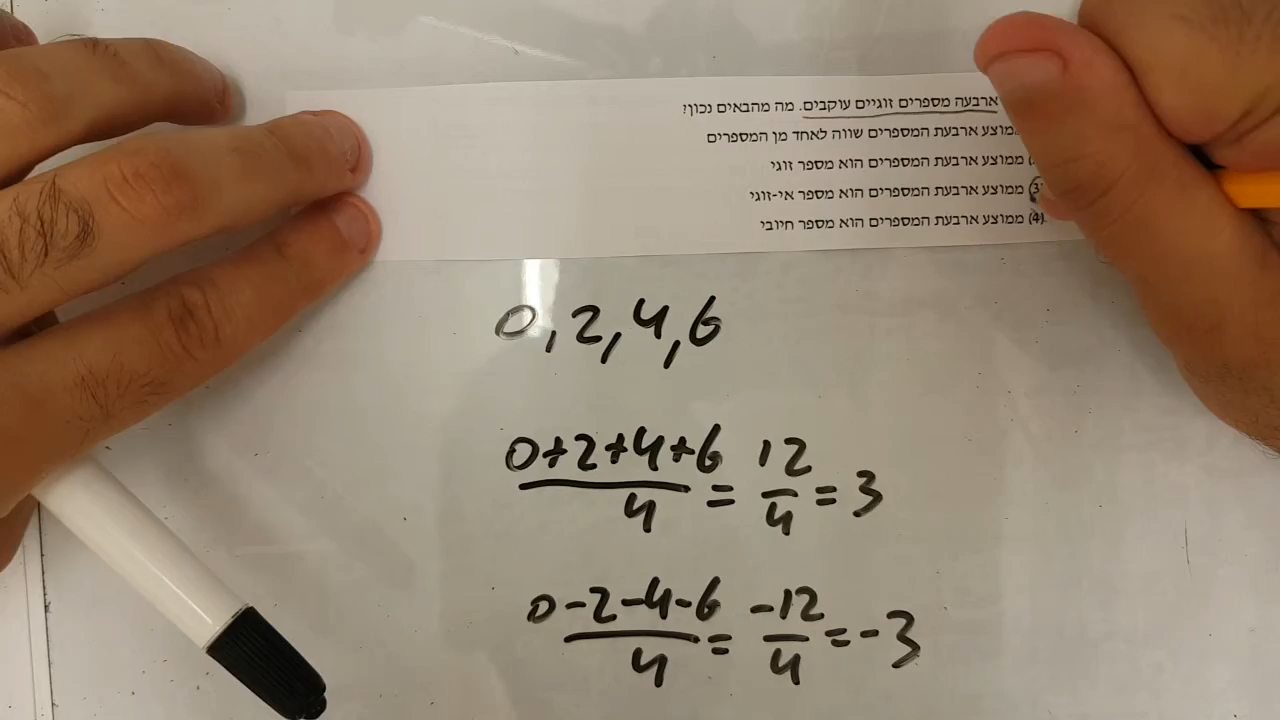 ארבעה מספרים זוגיים עוקבים. מה מהבאים נכון?
ממוצע ארבעת המספרים שווה לאחד מן המספרים
ממוצע ארבעת המספרים הוא מספר זוגי
(3) ממוצע ארבעת המספרים הוא מספר אי-זוגי
(4) ממוצע ארבעת המספרים הוא מספר חיובי
0, 2, 4, 6
0+2+4+6/4 = 12/4 = 3
0-2-4-6/4 = -12/4 = -3